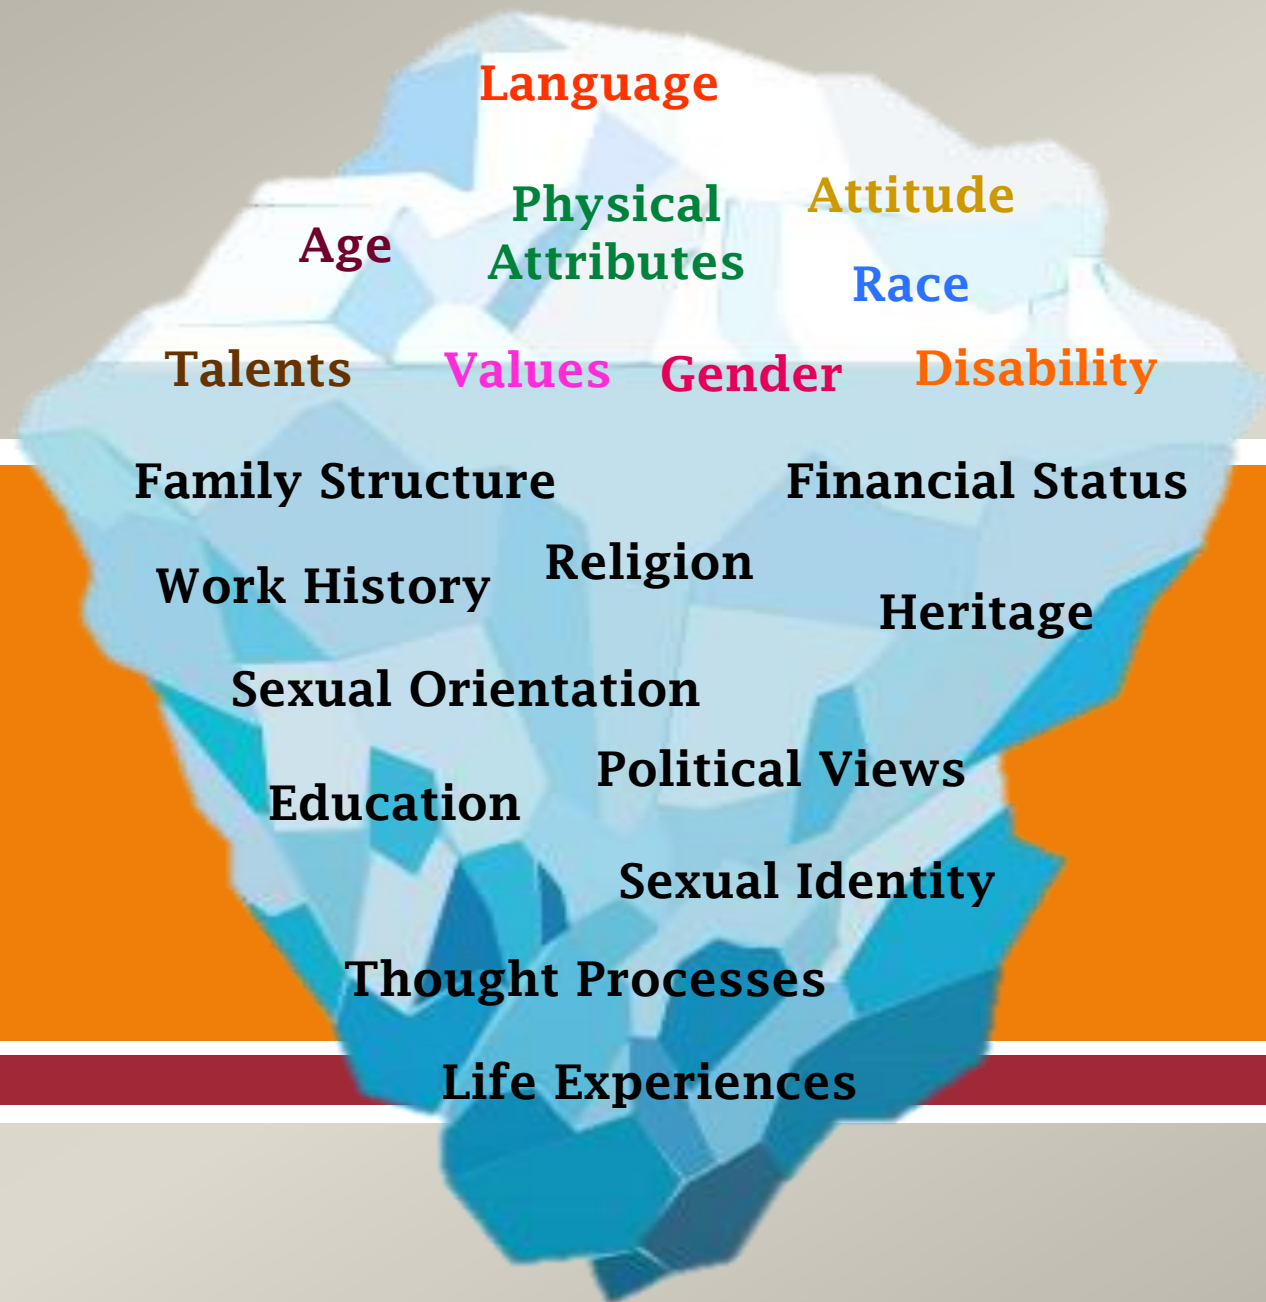 Language
Physical
Attributes
Attitude
Age
Race
Talents
Values
Gender
Disability
Family Structure
Financial Status
Religion
Work History
Heritage
Sexual Orientation
Political Views
Education
Sexual Identity
Thought Processes
Life Experiences